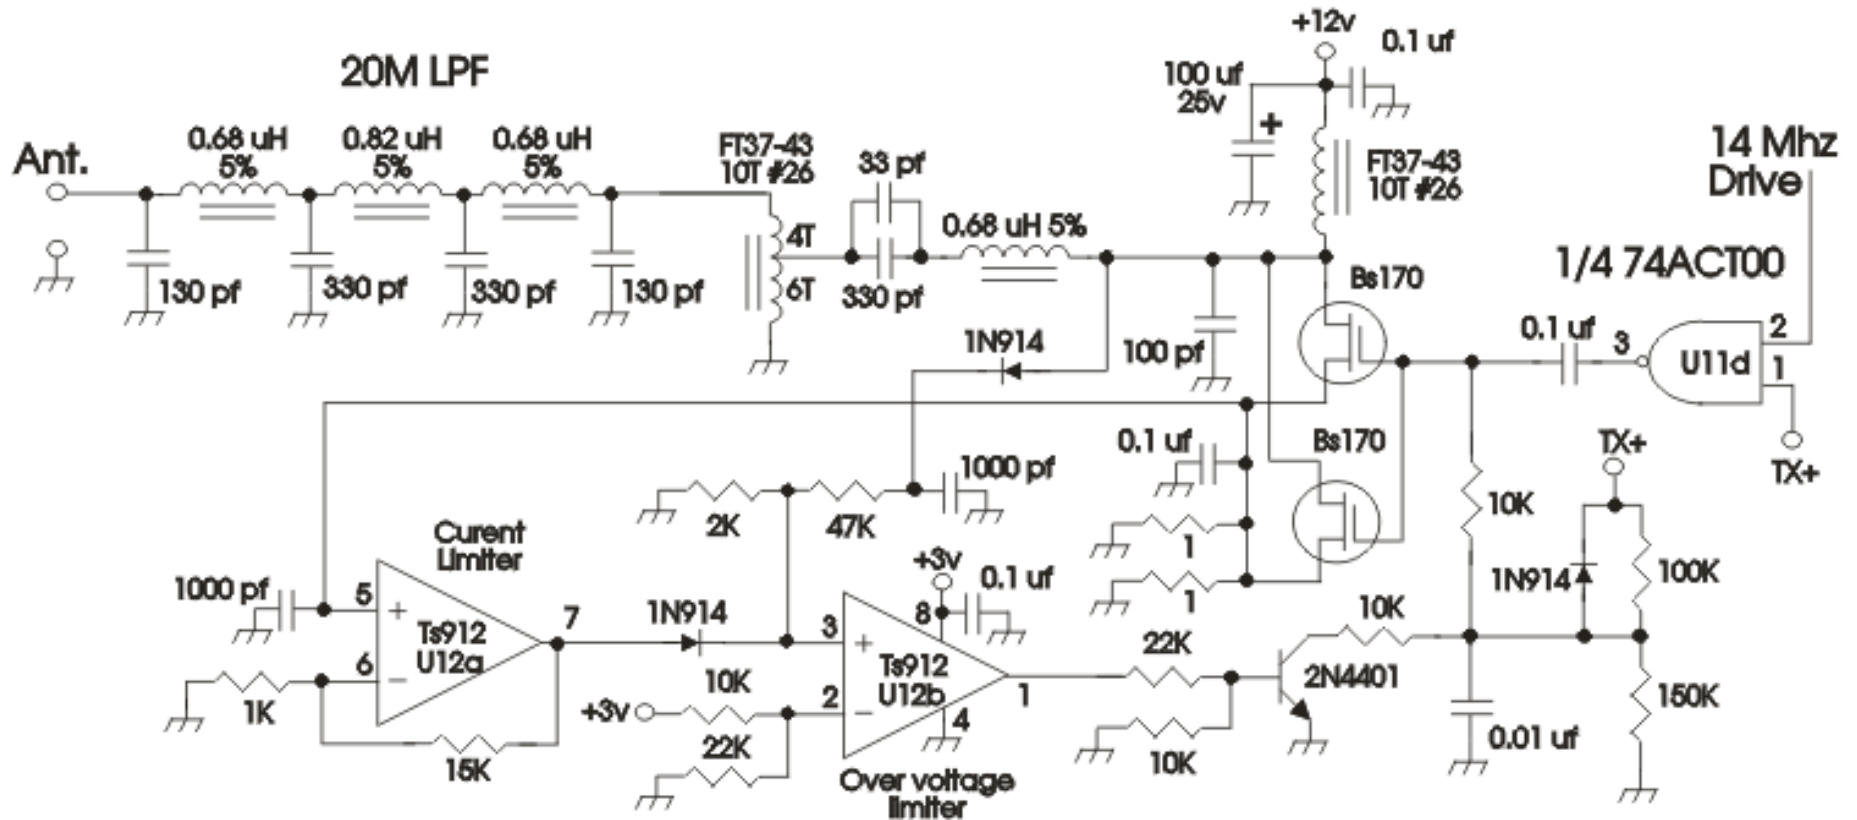 20M LPF
Ant.
0.68 uH
5%
0.82 uH
5%
0.68 uH
5%
130 pf
330 pf
330 pf
130 pf
FT37-43
10T #26
4T
6T
33 pf
330 pf
0.68 uH 5%
1N914
100 pf
+12v
0.1 uf
100 uf
25v
+
FT37-43
10T #26
14 Mhz
Drive
1/4 74ACT00
Bs170
0.1 uf
3
U11d
2
1
TX+
Bs170
0.1 uf
1
1
10K
TX+
1N914
100K
150K
0.01 uf
10K
2N4401
22K
10K
1000 pf
2K
47K
Curent
Limiter
1000 pf
5
+
6
−
Ts912
U12a
7
1K
15K
1N914
+3v
0.1 uf
8
3
+
2
−
Ts912
U12b
1
4
10K
+3v
22K
Over voltage
limiter